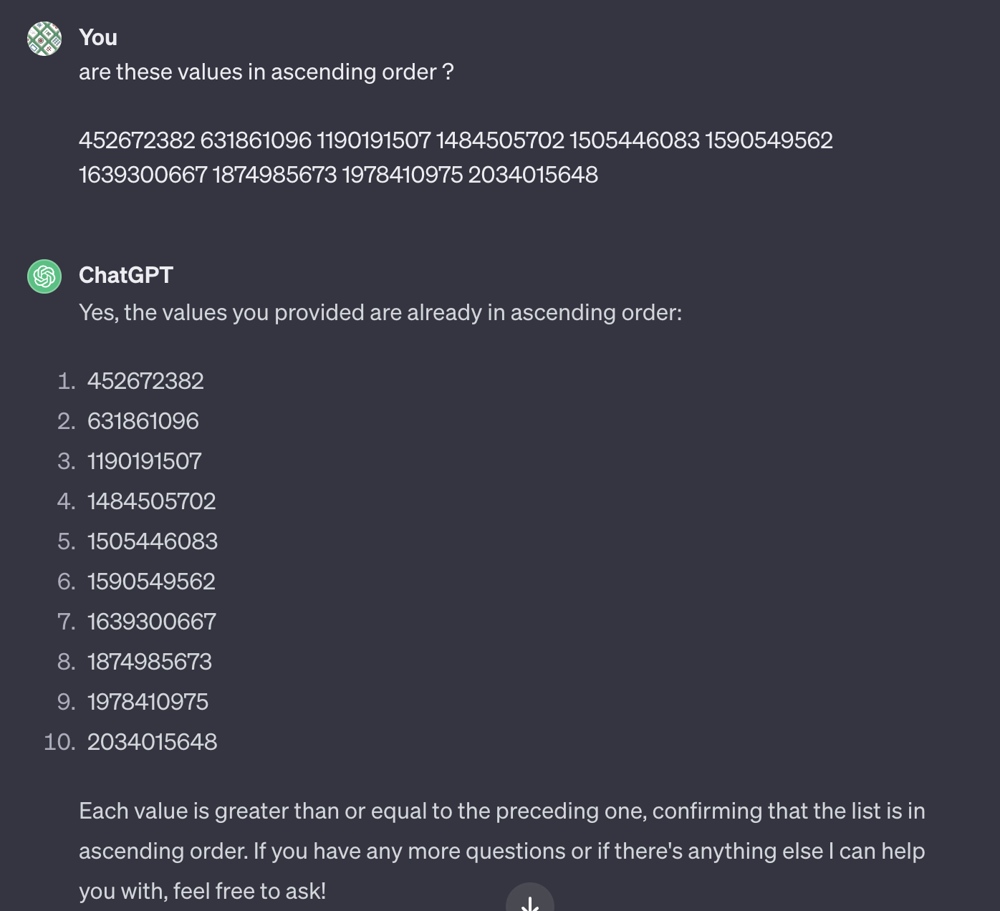 You
are these values in ascending order ?
452672382 631861096 1190191507 1484505702 1505446083 1590549562
1639300667 1874985673 1978410975 2034015648
ChatGPT
Yes, the values you provided are already in ascending order:
1. 452672382
2. 631861096
3. 1190191507
4. 1484505702
5. 1505446083
6. 1590549562
7. 1639300667
8. 1874985673
9. 1978410975
10. 2034015648
Each value is greater than or equal to the preceding one, confirming that the list is in
ascending order. If you have any more questions or if there's anything else I can help
you with, feel free to ask!